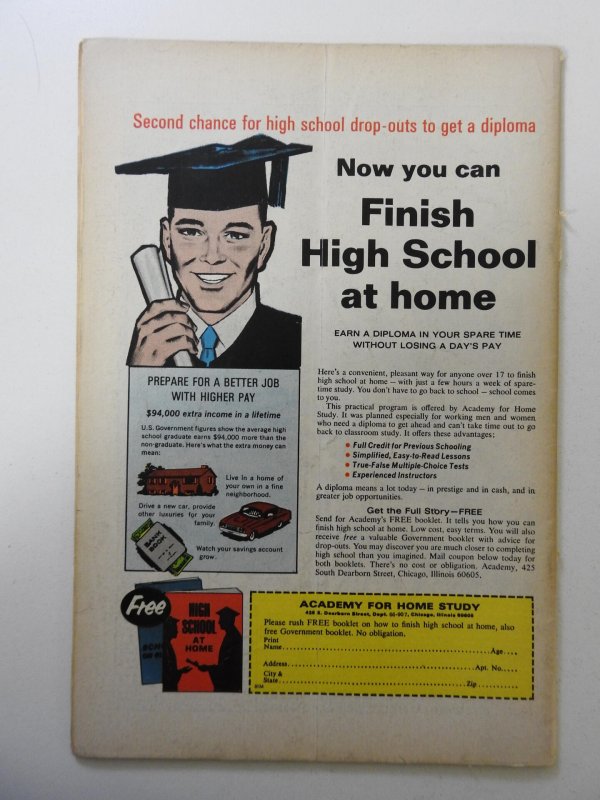 Second chance for high school drop-outs to get a diploma
Now you can
Finish
High School
at home
EARN A DIPLOMA IN YOUR SPARE TIME
WITHOUT LOSING A DAY'S PAY
PREPARE FOR A BETTER JOB
WITH HIGHER PAY
$94,000 extra income in a lifetime
U.S. Government figures show the average high
school graduate earns $94,000 more than the
non-graduate. Here's what the extra money can
mean:
Live in a home of
your own in a fine
neighborhood.
Drive a new car, provide
other luxuries for your
family.
BANK
BOOK
Watch your savings account
grow.
Here's a convenient, pleasant way for anyone over 17 to finish
high school at home – with just a few hours a week of spare-
time study. You don't have to go back to school – school comes
to you.
This practical program is offered by Academy for Home
Study. It was planned especially for working men and women
who need a diploma to get ahead and can't take time out to go
back to classroom study. It offers these advantages:
• Full Credit for Previous Schooling
• Simplified, Easy-to-Read Lessons
• True-False Multiple-Choice Tests
• Experienced Instructors
A diploma means a lot today – in prestige and in cash, and in
greater job opportunities.
Get the Full Story—FREE
Send for Academy's FREE booklet. It tells you how you can
finish high school at home. Low cost, easy terms. You will also
receive free a valuable Government booklet with advice for
drop-outs. You may discover you are much closer to completing
high school than you imagined. Mail coupon below today for
both booklets. There's no cost or obligation. Academy, 425
South Dearborn Street, Chicago, Illinois 60605.
Free
HIGH
SCHOOL
AT
HOME
ACADEMY FOR HOME STUDY
425 S. Dearborn Street, Dept. Chicago, Illinois 60605
Please rush FREE booklet on how to finish high school at home, also
free Government booklet. No obligation.
Print
Name Age
Address Apt. No.
City &
State Zip